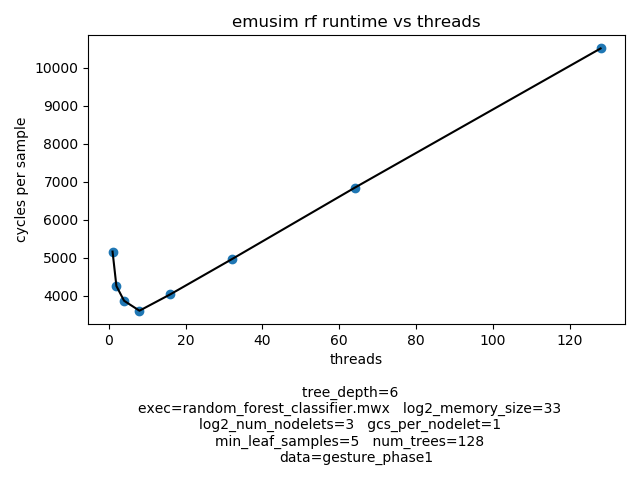 emusim rf runtime vs threads
10000
9000
8000
7000
6000
5000
4000
cycles per sample
0 20 40 60 80 100 120
threads
tree_depth=6
exec=random_forest_classifier.mwx log2_memory_size=33
log2_num_nodelets=3 gcs_per_nodelet=1
min_leaf_samples=5 num_trees=128
data=gesture_phase1